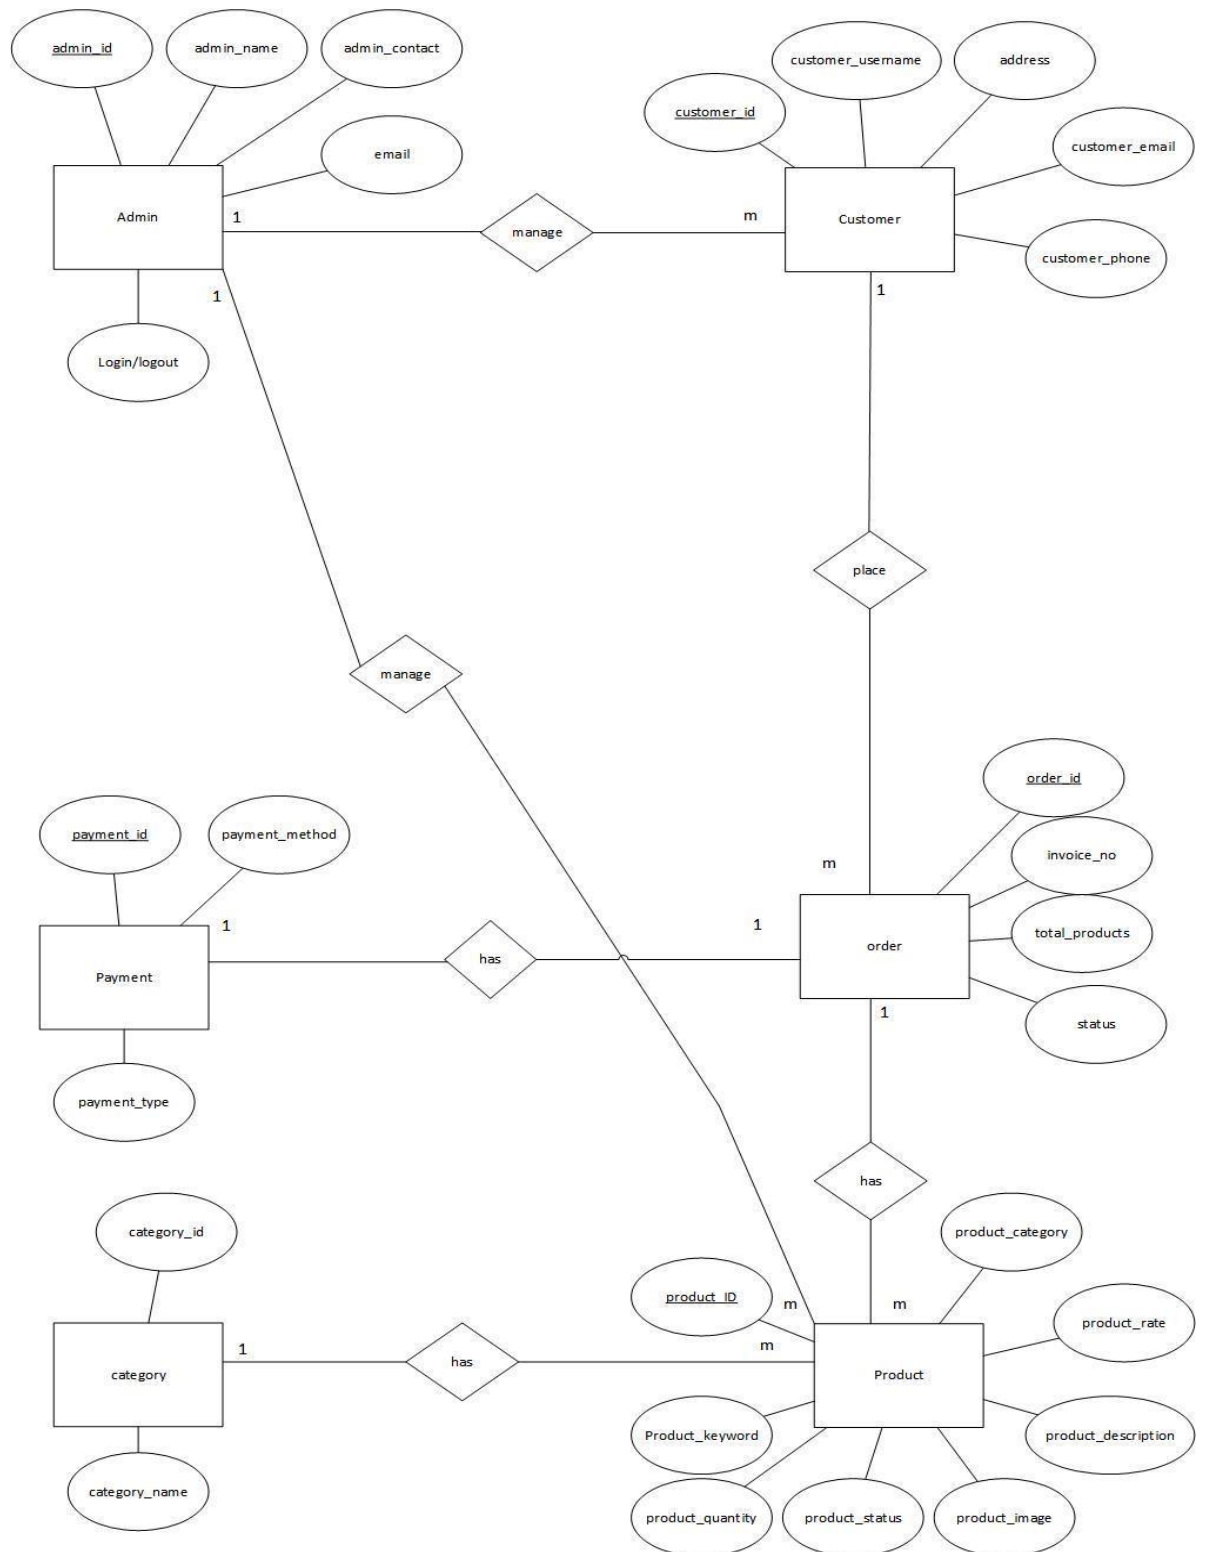 admin_id
admin_name
admin_contact
email
Admin
Login/logout
1
manage
m
customer_id
customer_username
address
customer_email
customer_phone
Customer
1
1
place
manage
m
order_id
invoice_no
total_products
status
order
payment_id
payment_method
Payment
payment_type
1
has
1
1
has
m
category_id
category
category_name
1
has
m
m
product_ID
product_category
product_rate
Product
Product_keyword
product_description
product_quantity
product_status
product_image